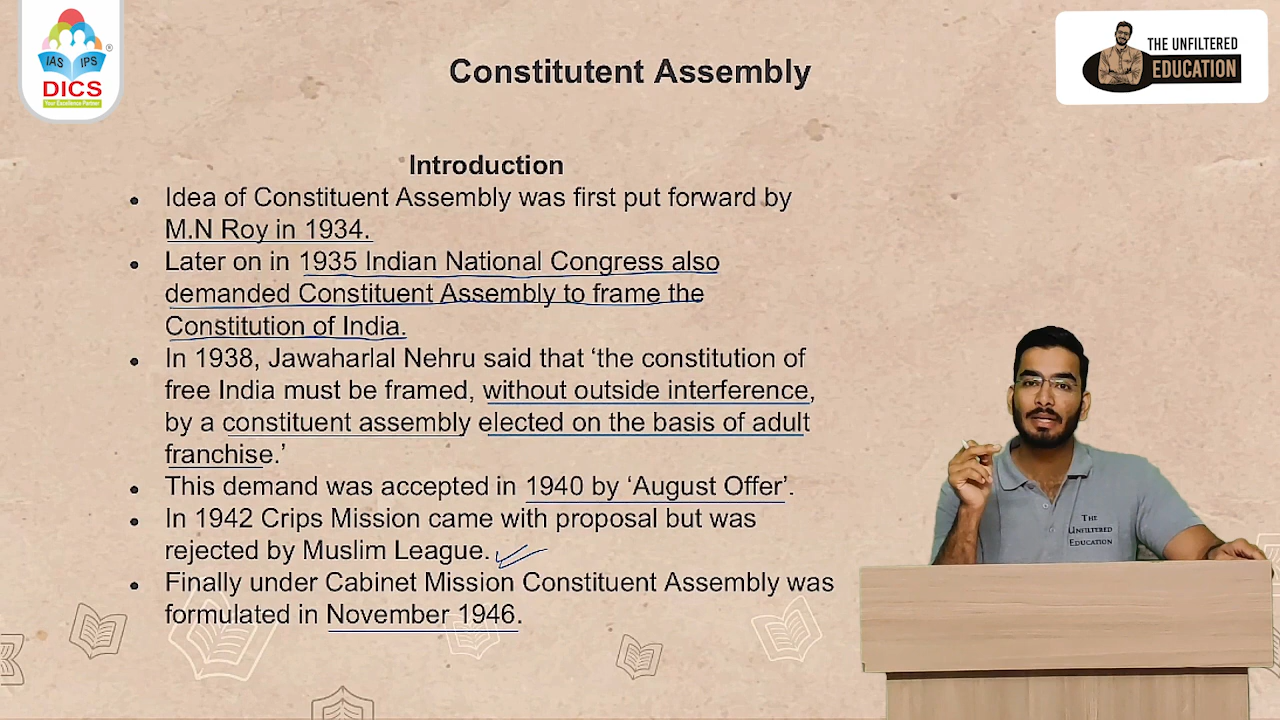 IAS IPS
®
DICS
Your Excellence Partner
THE UNFILTERED
EDUCATION
Constitutent Assembly
Introduction
• Idea of Constituent Assembly was first put forward by
M.N Roy in 1934.
• Later on in 1935 Indian National Congress also
demanded Constituent Assembly to frame the
Constitution of India.
• In 1938, Jawaharlal Nehru said that ‘the constitution of
free India must be framed, without outside interference,
by a constituent assembly elected on the basis of adult
franchise.’
• This demand was accepted in 1940 by ‘August Offer’.
• In 1942 Crips Mission came with proposal but was
rejected by Muslim League.
• Finally under Cabinet Mission Constituent Assembly was
formulated in November 1946.
THE
UNFILTERED
EDUCATION